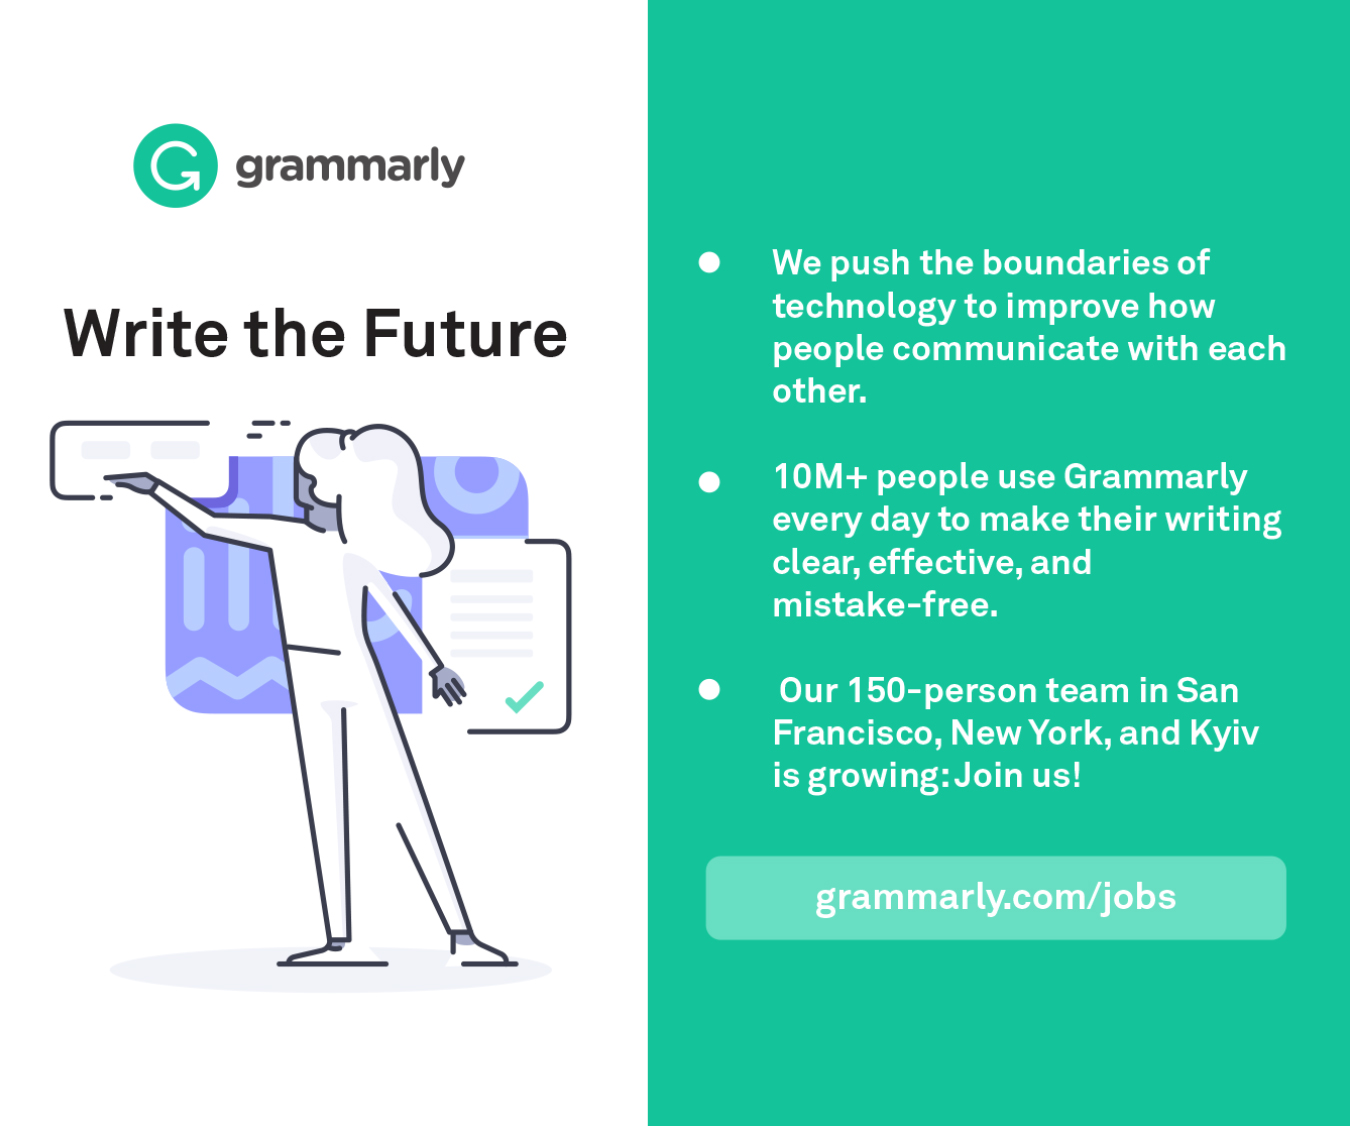 grammarly
Write the Future
We push the boundaries of
technology to improve how
people communicate with each
other.
10M+ people use Grammarly
every day to make their writing
clear, effective, and
mistake-free.
Our 150-person team in San
Francisco, New York, and Kyiv
is growing: Join us!
grammarly.com/jobs